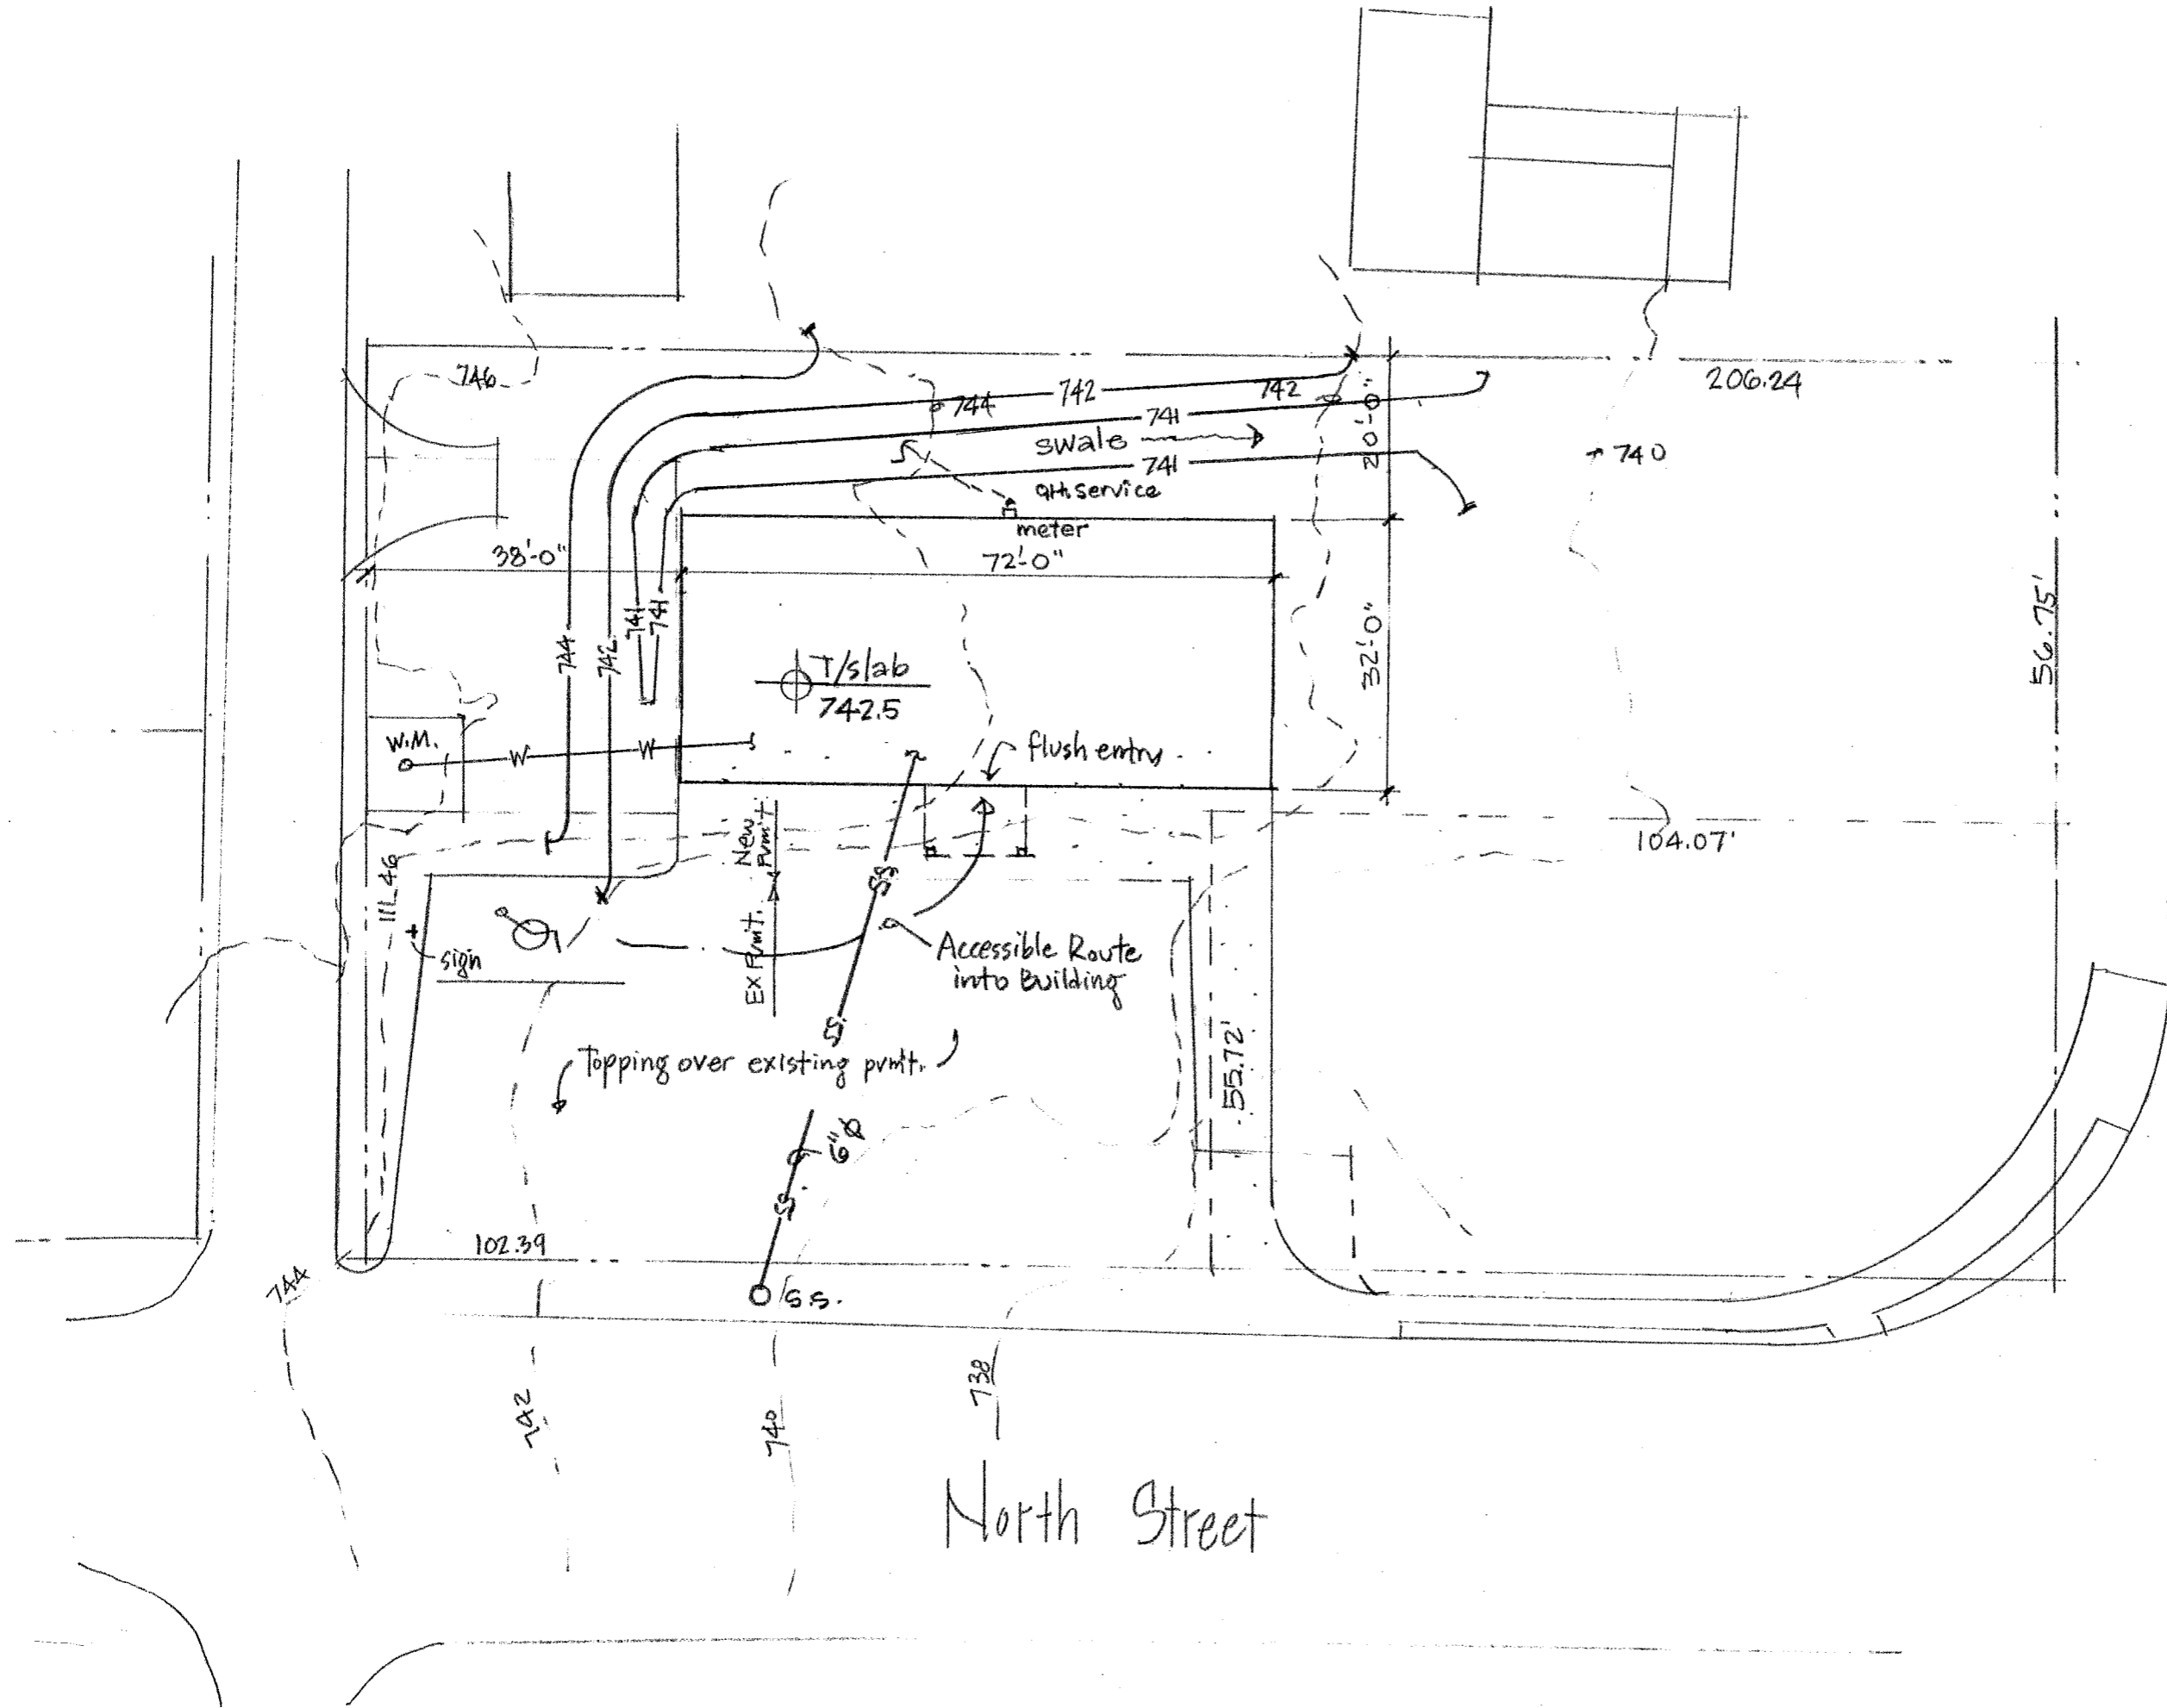 746
206.24
742
742
744
741
swale
741
740
20'-0"
9th Service
meter
38'-0"
72'-0"
56.75'
32'-0"
741
741
744
742
T/slab
742.5
W.M.
W
W
flush entry
104.07'
New
Pvmt.
111.46
SS
EX Pvmt.
sign
Accessible Route
into Building
SS.
Topping over existing pvmt.
55.72'
6"Ø
SS.
102.39
744
S.S.
738
742
740
North Street